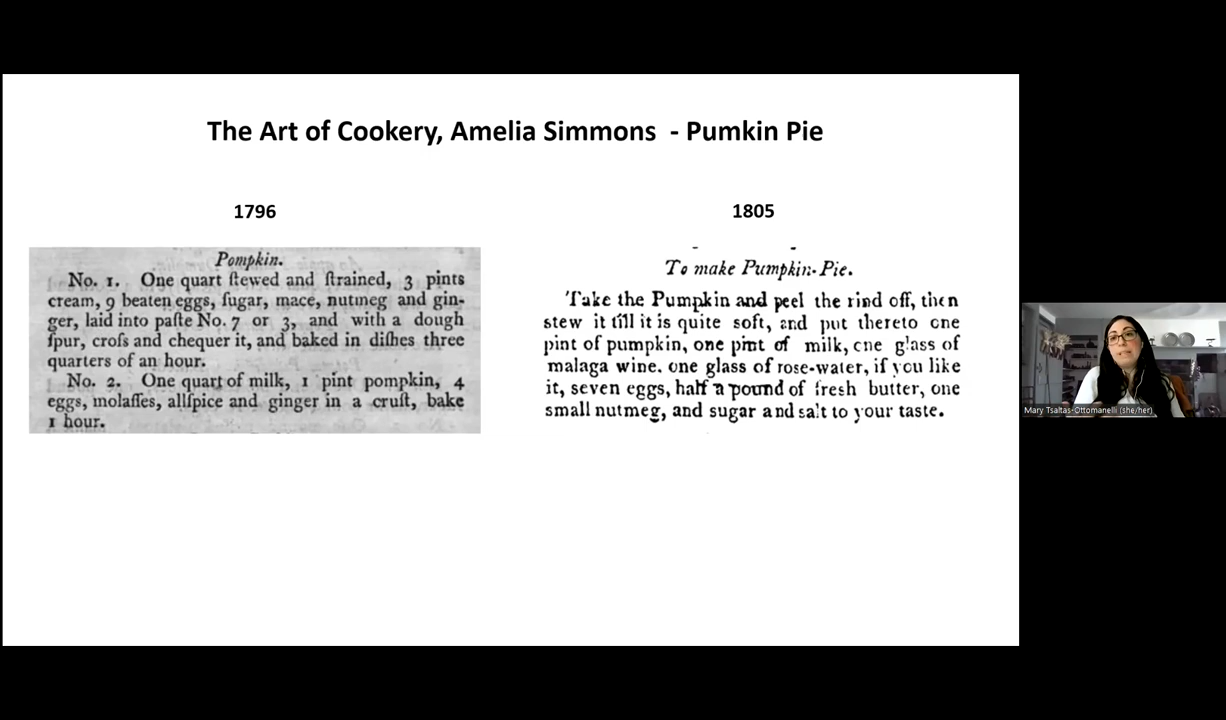 The Art of Cookery, Amelia Simmons - Pumkin Pie
1796
Pompkin.
No. 1. One quart ſtewed and ſtrained, 3 pints
cream, 9 beaten eggs, ſugar, mace, nutmeg and gin-
ger, laid into paſte No. 7 or 3, and with a dough
ſpur, croſs and chequer it, and baked in diſhes three
quarters of an hour.
No. 2. One quart of milk, 1 pint pompkin, 4
eggs, molaſſes, allſpice and ginger in a cruſt, bake
1 hour.
1805
To make Pumpkin-Pie.
Take the Pumpkin and peel the rind off, then
stew it till it is quite soft, and put thereto one
pint of pumpkin, one pint of milk, one glass of
malaga wine. one glass of rose-water, if you like
it, seven eggs, half a pound of fresh butter, one
small nutmeg, and sugar and salt to your taste.
Mary Tsaltas-Ottomanelli (she/her)